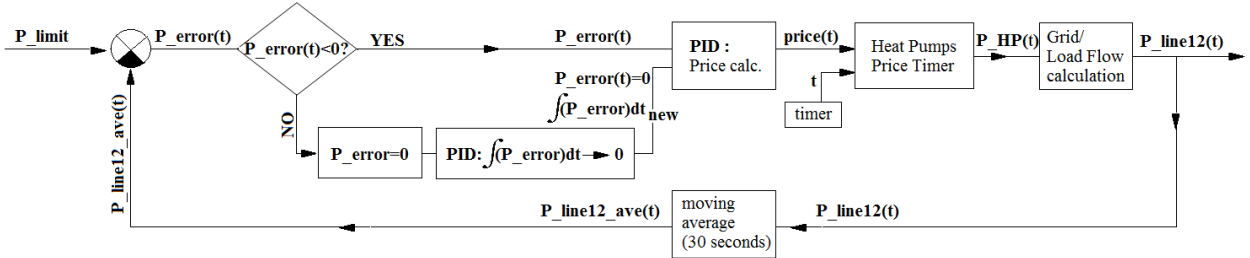 P_limit
P_error(t)
P_error(t)<0?
YES
P_error(t)
PID :
Price calc.
price(t)
Heat Pumps
Price Timer
P_HP(t)
Grid/
Load Flow
calculation
P_line12(t)
P_error(t)=0
∫(P_error)dt new
t
timer
NO
P_error=0
PID: ∫(P_error)dt → 0
P_line12_ave(t)
P_line12_ave(t)
moving
average
(30 seconds)
P_line12(t)